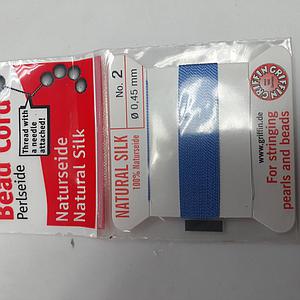 Bead Cord
Perlseide
Thread with
a needle
attached!
Naturseide
Natural Silk
No. 2
Ø 0,45 mm
NATURAL SILK
100% Naturseide
GRIFFIN GRIFFIN
www.griffin.de
For stringing
pearls and beads